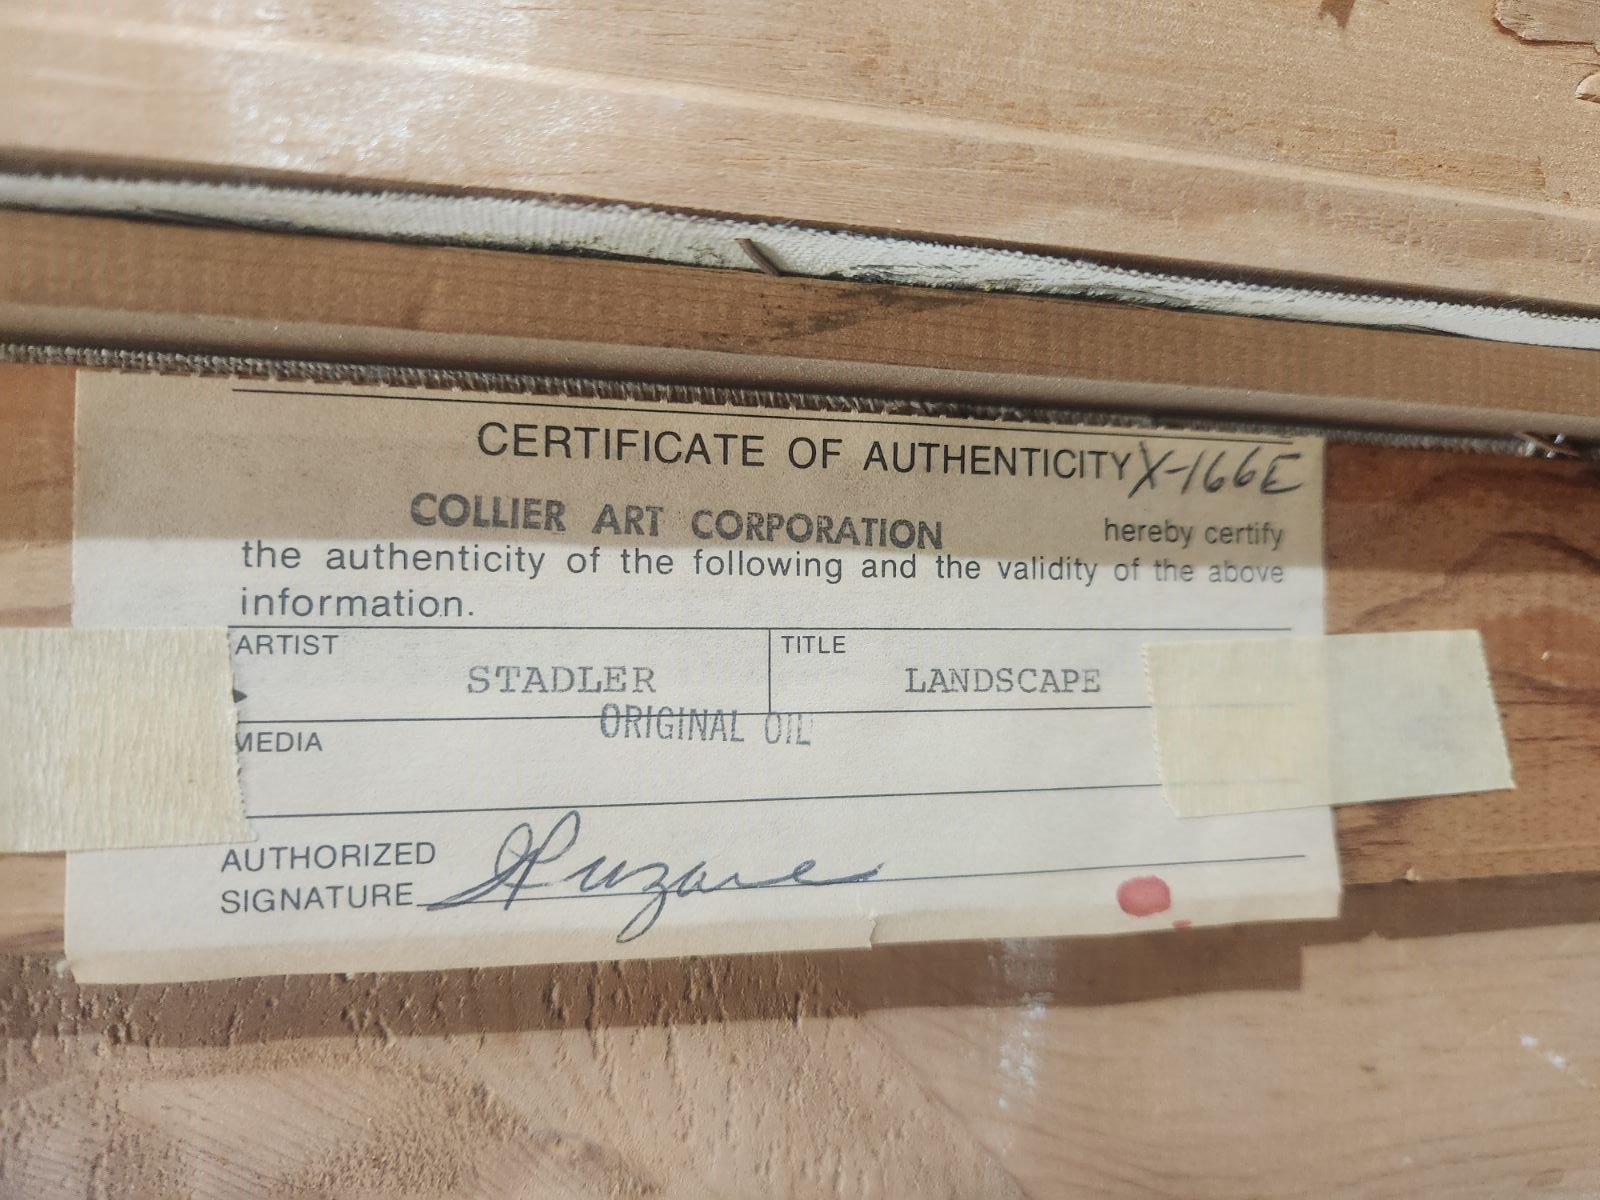 CERTIFICATE OF AUTHENTICITY X-166E
COLLIER ART CORPORATION hereby certify
the authenticity of the following and the validity of the above
information.
ARTIST TITLE
STADLER LANDSCAPE
ORIGINAL OIL
MEDIA
AUTHORIZED
SIGNATURE